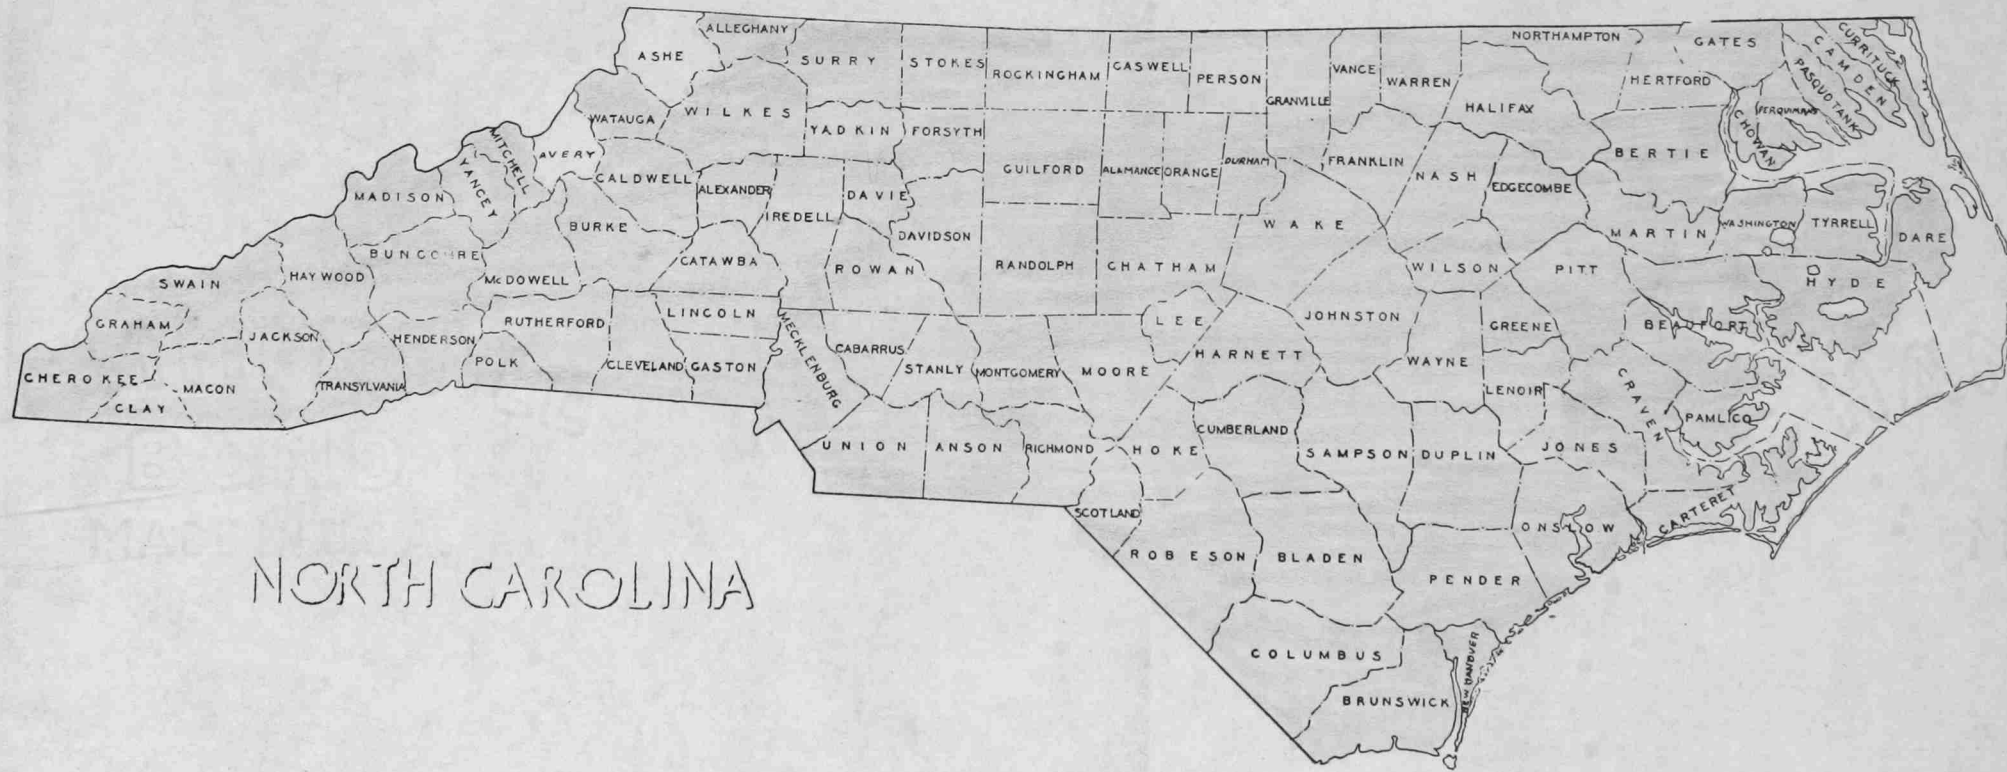 ALLEGHANY
ASHE
SURRY
STOKES
ROCKINGHAM
CASWELL
PERSON
GRANVILLE
VANCE
WARREN
NORTHAMPTON
GATES
CURRITUCK
CAMDEN
PASQUOTANK
PERQUIMANS
CHOWAN
HERTFORD
HALIFAX
WATAUGA
WILKES
YADKIN
FORSYTH
GUILFORD
ALAMANCE
ORANGE
DURHAM
FRANKLIN
NASH
EDGECOMBE
BERTIE
MITCHELL
AVERY
YANCEY
MADISON
CALDWELL
ALEXANDER
IREDELL
DAVIE
DAVIDSON
WAKE
MARTIN
WASHINGTON
TYRRELL
DARE
BURKE
BUNCOMBE
McDOWELL
CATAWBA
ROWAN
RANDOLPH
CHATHAM
WILSON
PITT
HYDE
SWAIN
HAYWOOD
GRAHAM
JACKSON
HENDERSON
RUTHERFORD
LINCOLN
MECKLENBURG
CABARRUS
STANLY
MONTGOMERY
MOORE
LEE
HARNETT
JOHNSTON
WAYNE
GREENE
BEAUFORT
CHEROKEE
MACON
CLAY
TRANSYLVANIA
POLK
CLEVELAND
GASTON
LENOIR
CRAVEN
PAMLICO
UNION
ANSON
RICHMOND
HOKE
CUMBERLAND
SAMPSON
DUPLIN
JONES
SCOTLAND
ONSLOW
CARTERET
ROBESON
BLADEN
PENDER
COLUMBUS
BRUNSWICK
NEW HANOVER
NORTH CAROLINA